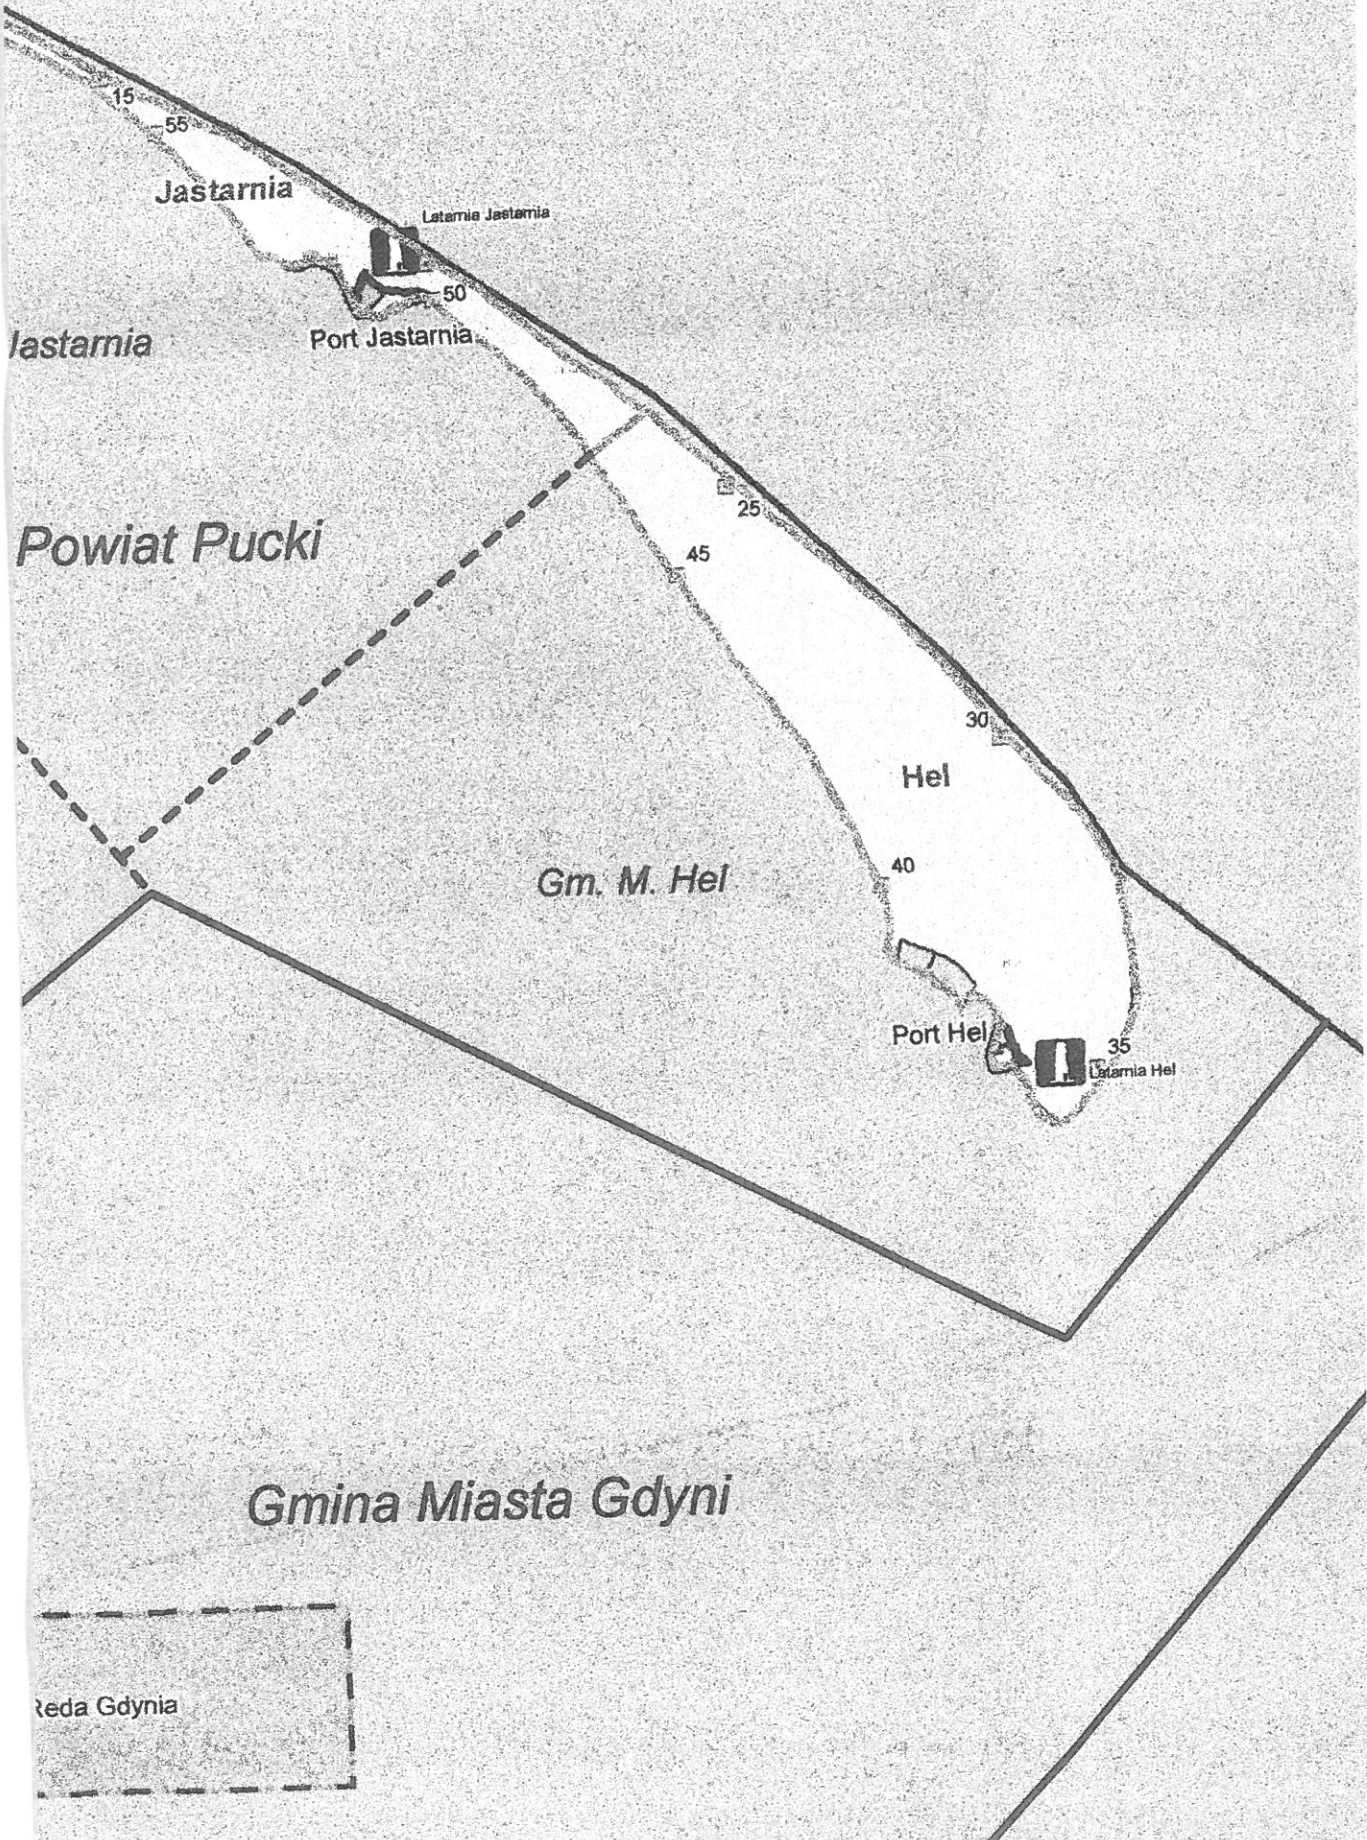 15
55
Jastarnia
Latarnia Jastarnia
50
Port Jastarnia
Jastarnia
25
Powiat Pucki
45
30
Hel
40
Gm. M. Hel
Port Hel
35
Latarnia Hel
Gmina Miasta Gdyni
Reda Gdynia